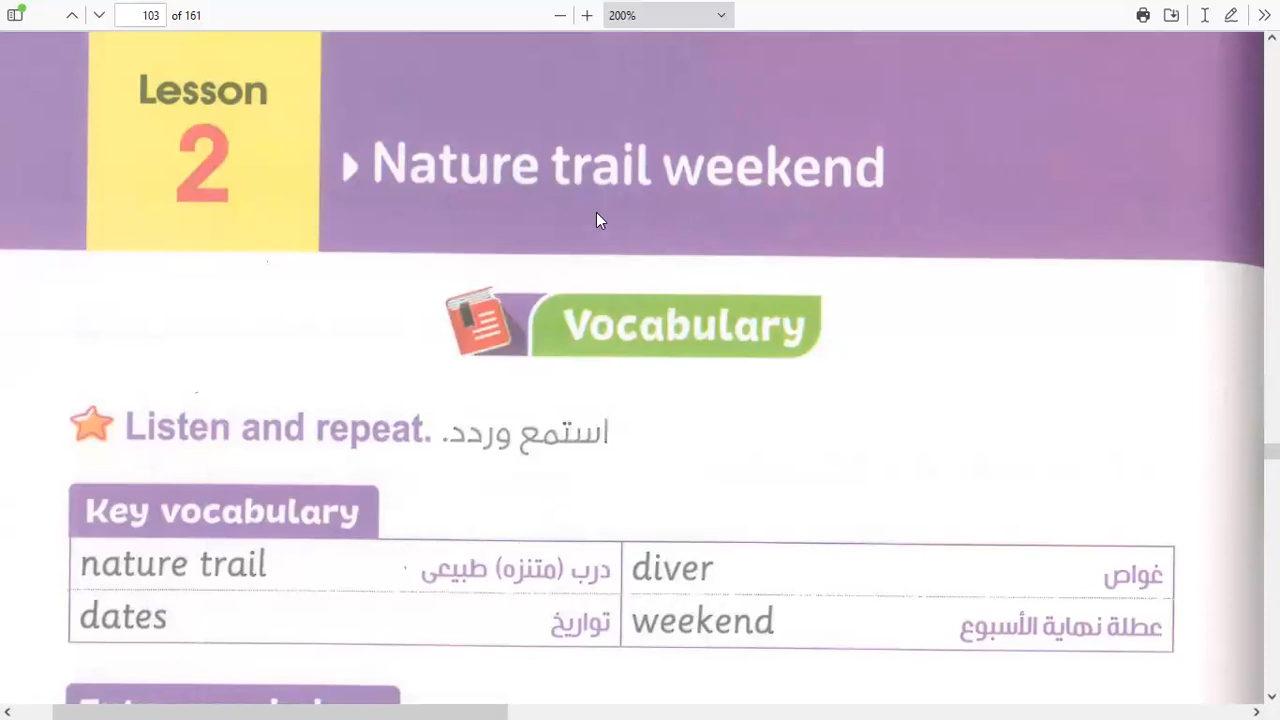 103 of 161
200%
Lesson
2
Nature trail weekend
Vocabulary
Listen and repeat. استمع وردد.
Key vocabulary
nature trail درب (متنزه) طبيعى diver غواص
dates تواريخ weekend عطلة نهاية الأسبوع